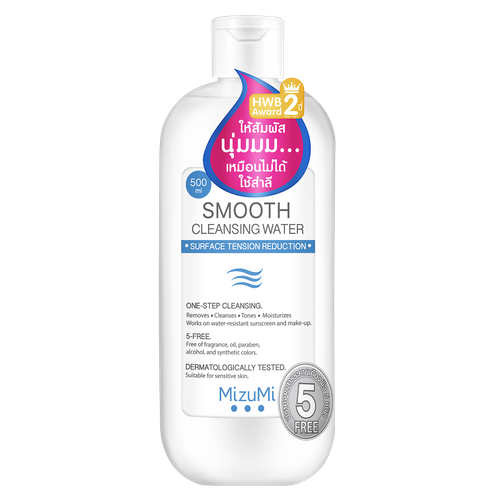 HWB
Award 2 ปี
ให้สัมผัส
นุ่มมม...
เหมือนไม่ได้
ใช้สำลี
500
ml
SMOOTH
CLEANSING WATER
• SURFACE TENSION REDUCTION •
ONE-STEP CLEANSING.
Removes • Cleanses • Tones • Moisturizes
Works on water-resistant sunscreen and make-up.
5-FREE.
Free of fragrance, oil, paraben,
alcohol, and synthetic colors.
DERMATOLOGICALLY TESTED.
Suitable for sensitive skin.
MizuMi
5
FREE